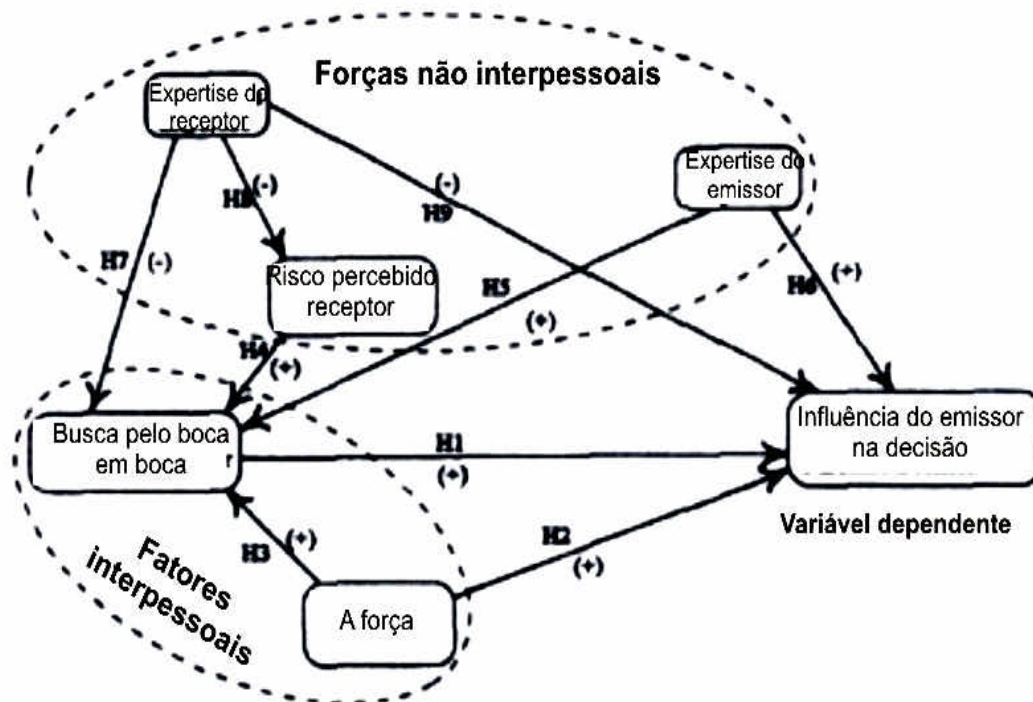 Forças não interpessoais
Expertise do
receptor
Expertise do
emissor
H8
(-)
(-)
H9
H7
(-)
Risco percebido
receptor
H5
(+)
H6
(+)
H4
(+)
Busca pelo boca
em boca
r
H1
(+)
Influência do emissor
na decisão
Variável dependente
H3
(+)
H2
(+)
Fatores
interpessoais
A força